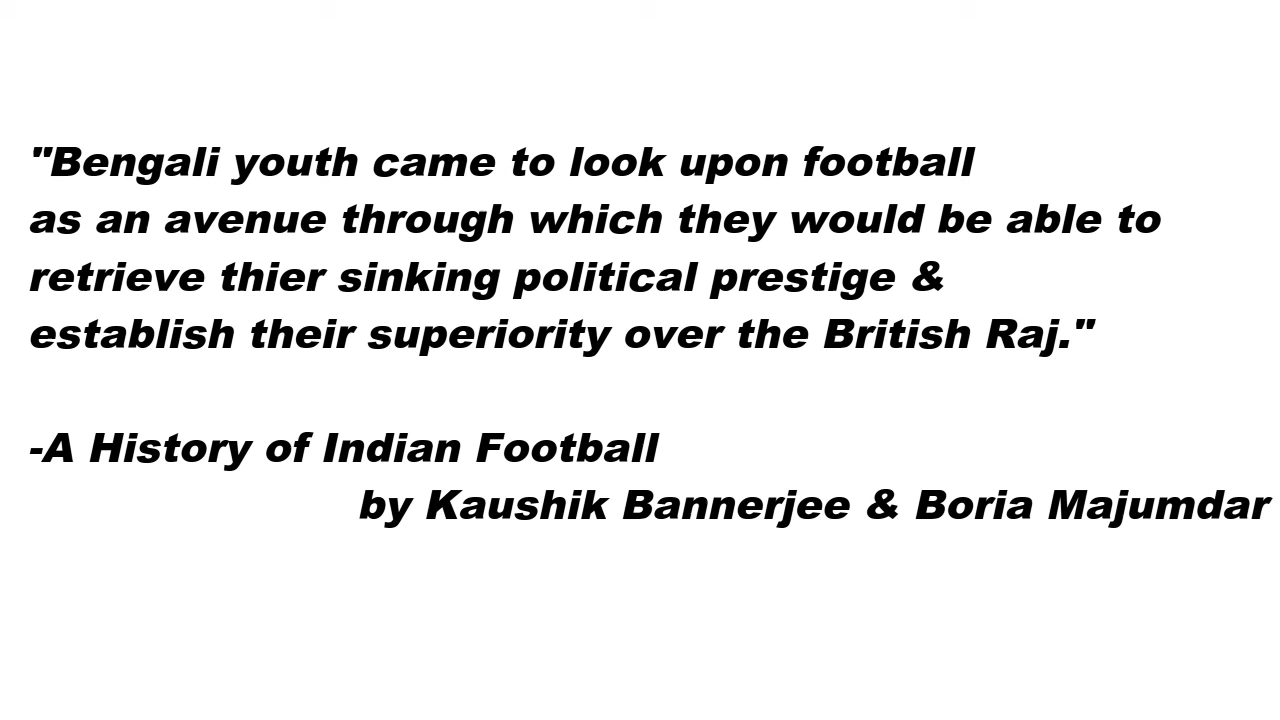 "Bengali youth came to look upon football
as an avenue through which they would be able to
retrieve thier sinking political prestige &
establish their superiority over the British Raj."
-A History of Indian Football
by Kaushik Bannerjee & Boria Majumdar